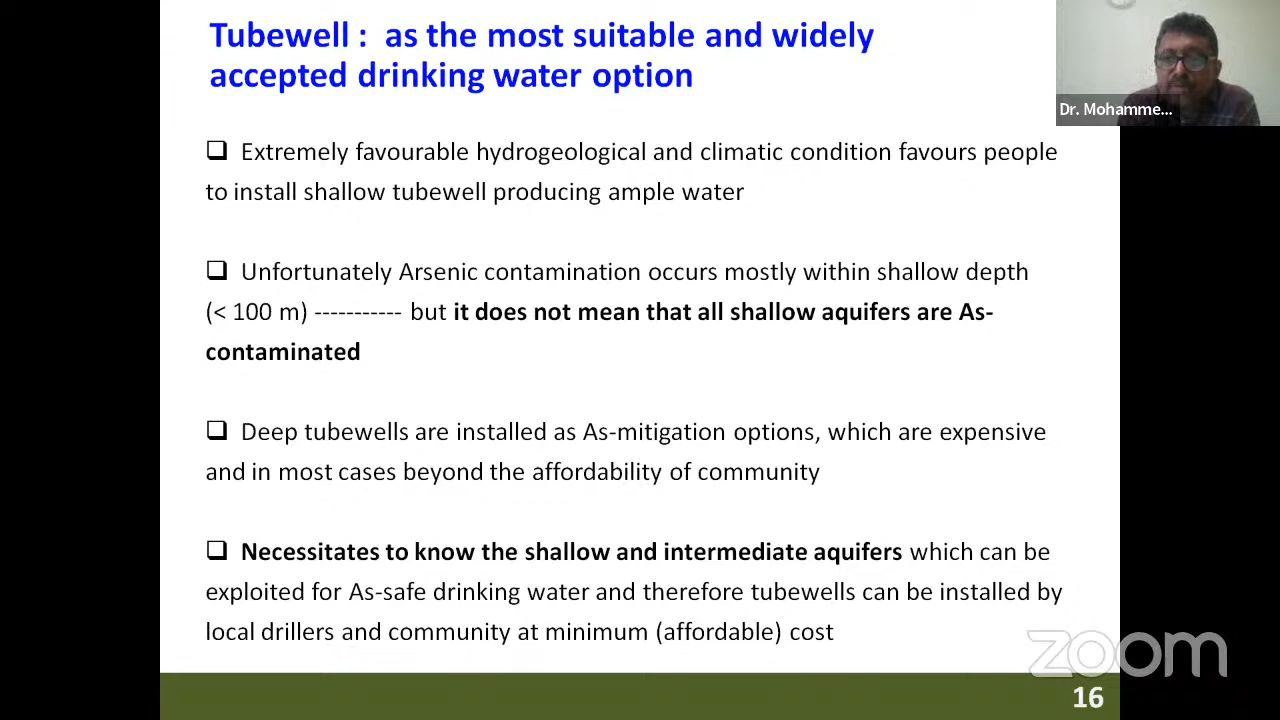 Tubewell : as the most suitable and widely
accepted drinking water option
Dr. Mohamme...
❑ Extremely favourable hydrogeological and climatic condition favours people
to install shallow tubewell producing ample water
❑ Unfortunately Arsenic contamination occurs mostly within shallow depth
(< 100 m) ----------- but it does not mean that all shallow aquifers are As-
contaminated
❑ Deep tubewells are installed as As-mitigation options, which are expensive
and in most cases beyond the affordability of community
❑ Necessitates to know the shallow and intermediate aquifers which can be
exploited for As-safe drinking water and therefore tubewells can be installed by
local drillers and community at minimum (affordable) cost
zoom
16